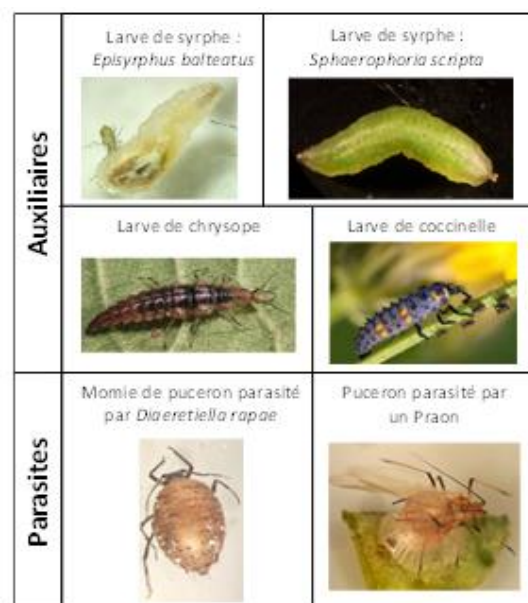 Auxiliaires
Larve de syrphe :
Episyrphus balteatus
Larve de syrphe :
Sphaerophoria scripta
Larve de chrysope
Larve de coccinelle
Parasites
Momie de puceron parasité
par Diaeretiella rapae
Puceron parasité par
un Praon